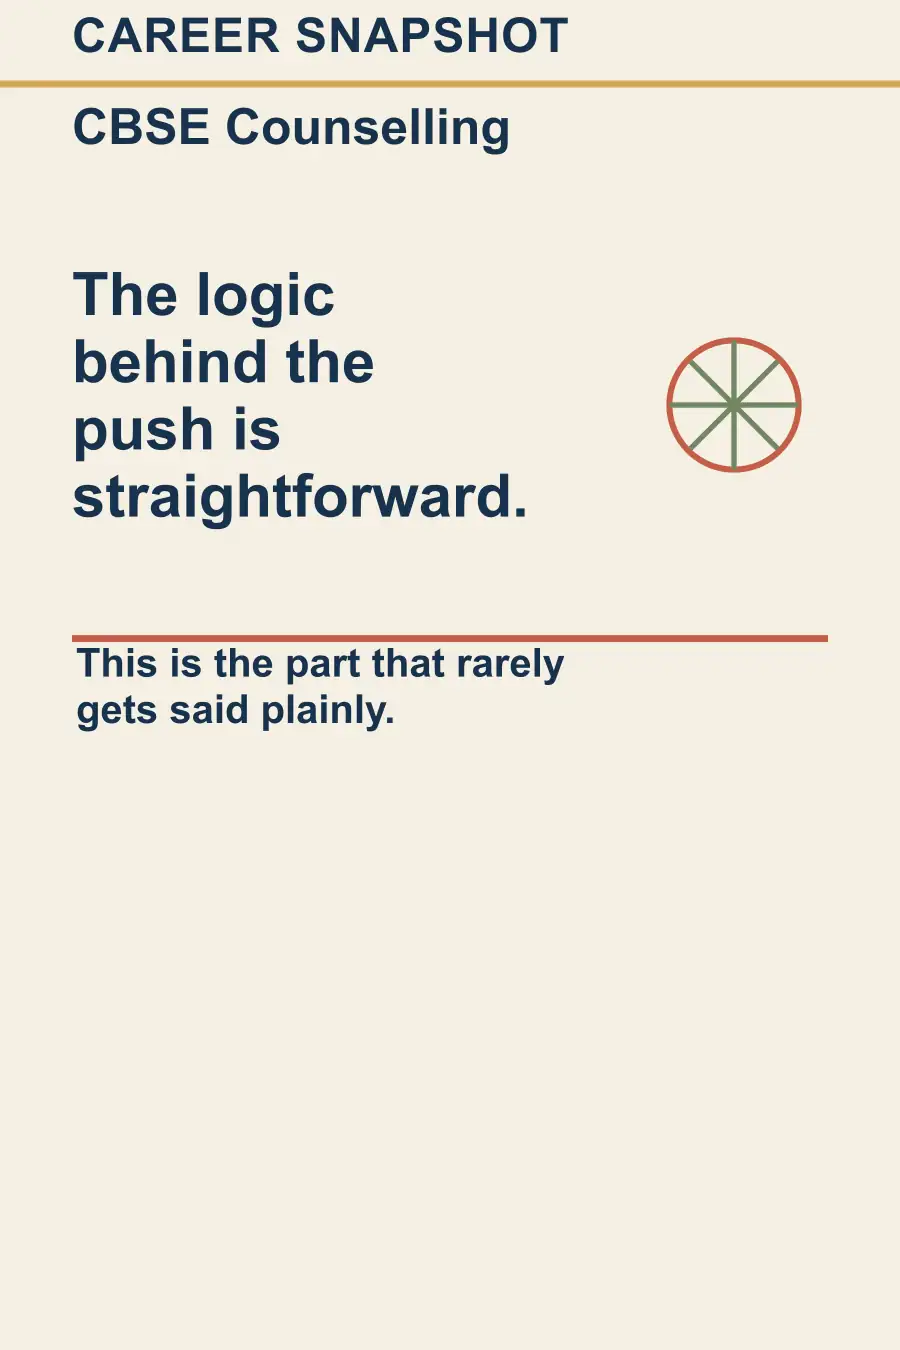 CAREER SNAPSHOT
CBSE Counselling
The logic
behind the
push is
straightforward.
This is the part that rarely
gets said plainly.